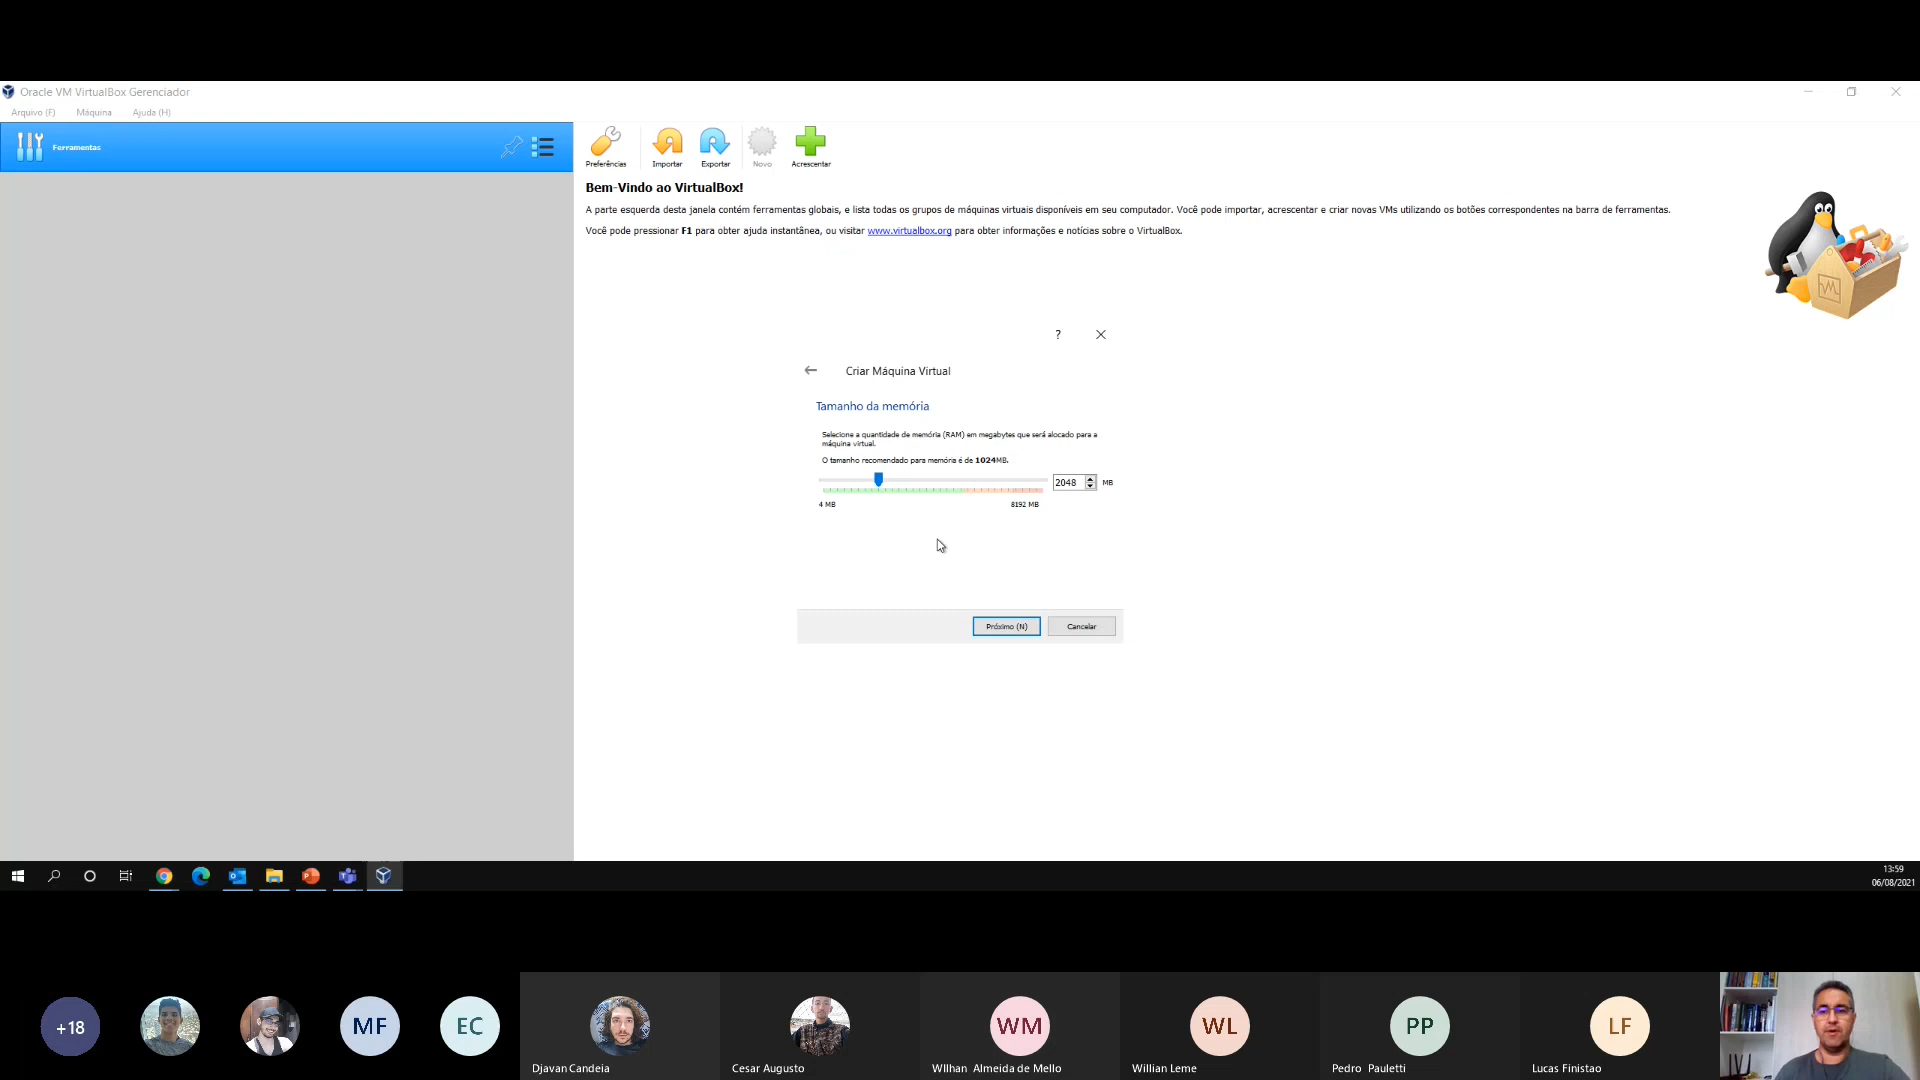 Oracle VM VirtualBox Gerenciador
Arquivo (F) Máquina Ajuda (H)
Ferramentas
Preferências Importar Exportar Novo Acrescentar
Bem-Vindo ao VirtualBox!
A parte esquerda desta janela contém ferramentas globais, e lista todas os grupos de máquinas virtuais disponíveis em seu computador. Você pode importar, acrescentar e criar novas VMs utilizando os botões correspondentes na barra de ferramentas.
Você pode pressionar F1 para obter ajuda instantânea, ou visitar www.virtualbox.org para obter informações e notícias sobre o VirtualBox.
?
Criar Máquina Virtual
Tamanho da memória
Selecione a quantidade de memória (RAM) em megabytes que será alocado para a
máquina virtual.
O tamanho recomendado para memória é de 1024MB.
2048 MB
4 MB 8192 MB
Próximo (N) Cancelar
13:59
06/08/2021
+18 MF EC WM WL PP LF
Djavan Candeia Cesar Augusto WIlhan Almeida de Mello Willian Leme Pedro Pauletti Lucas Finistao